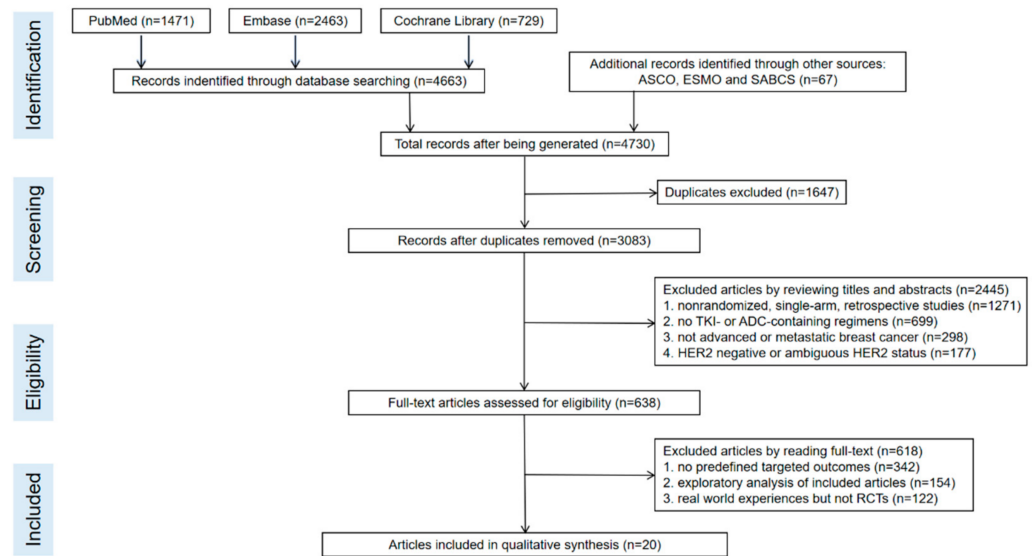 Identification
PubMed (n=1471)
Embase (n=2463)
Cochrane Library (n=729)
Records indentified through database searching (n=4663)
Additional records identified through other sources:
ASCO, ESMO and SABCS (n=67)
Total records after being generated (n=4730)
Screening
Duplicates excluded (n=1647)
Records after duplicates removed (n=3083)
Excluded articles by reviewing titles and abstracts (n=2445)
1. nonrandomized, single-arm, retrospective studies (n=1271)
2. no TKI- or ADC-containing regimens (n=699)
3. not advanced or metastatic breast cancer (n=298)
4. HER2 negative or ambiguous HER2 status (n=177)
Eligibility
Full-text articles assessed for eligibility (n=638)
Excluded articles by reading full-text (n=618)
1. no predefined targeted outcomes (n=342)
2. exploratory analysis of included articles (n=154)
3. real world experiences but not RCTs (n=122)
Included
Articles included in qualitative synthesis (n=20)